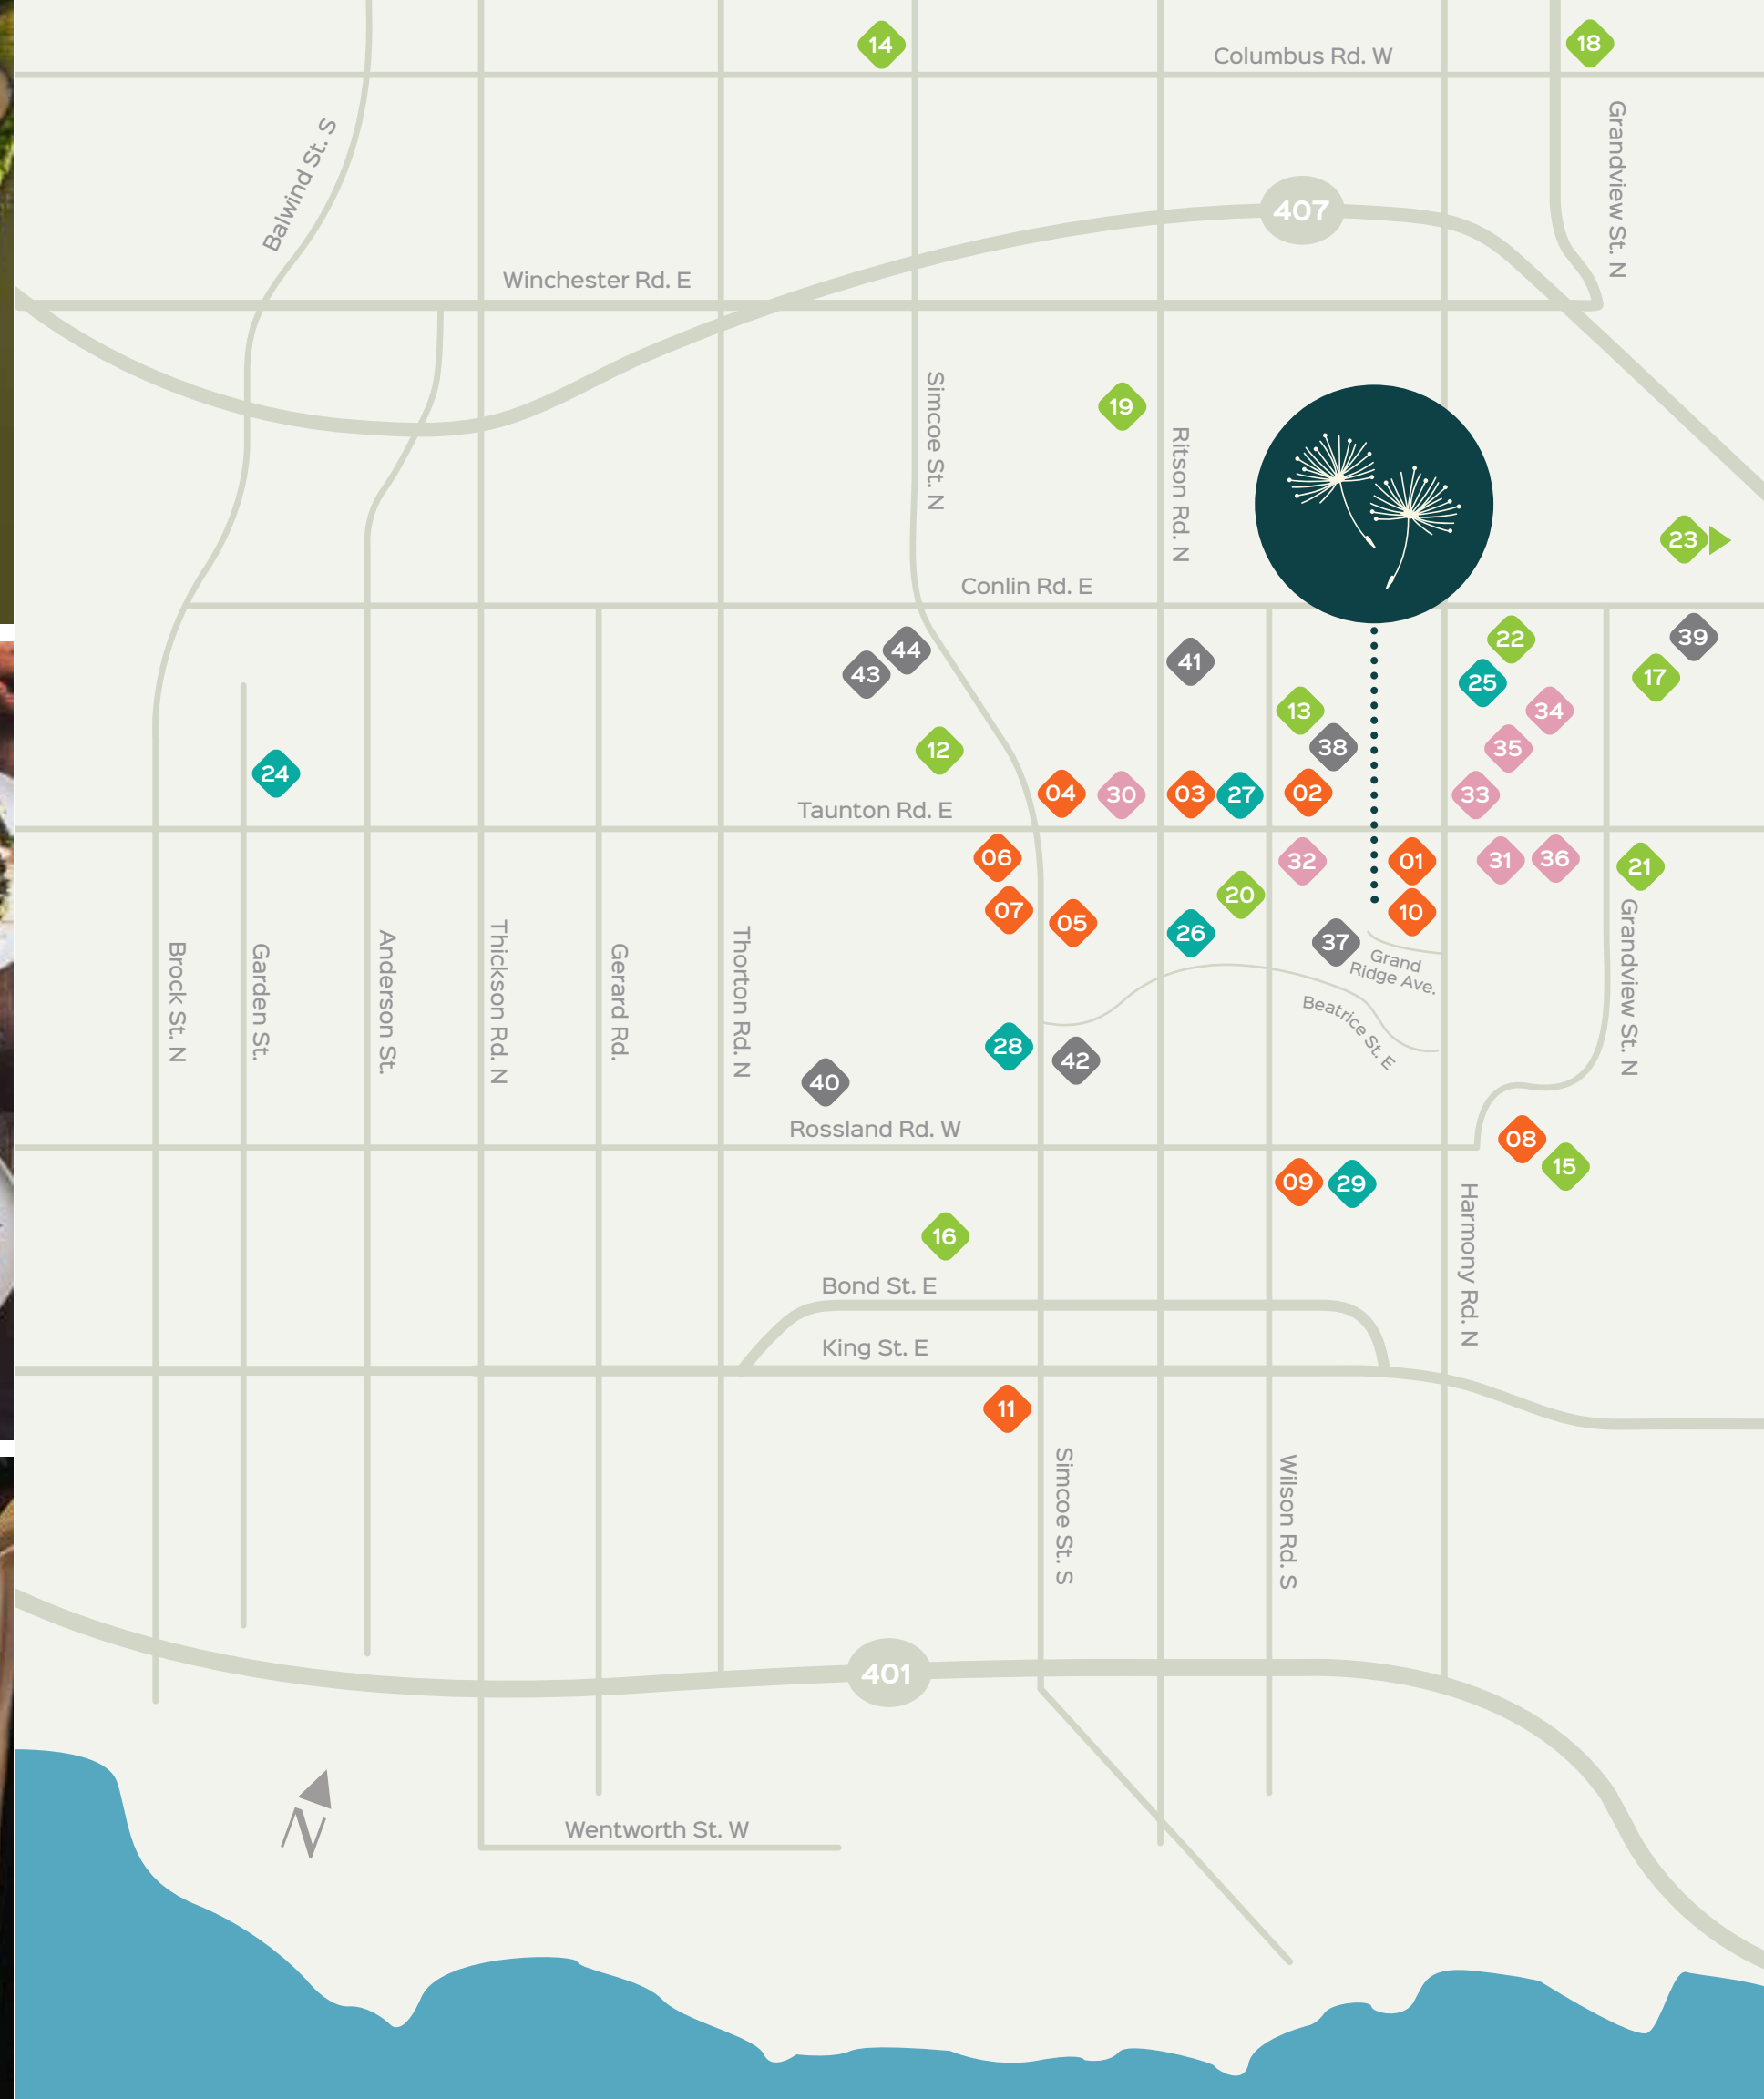 14
18
Columbus Rd. W
Grandview St. N
Balwind St. S
407
Winchester Rd. E
Simcoe St. N
19
Ritson Rd. N
23
Conlin Rd. E
44
43
41
22
39
25
17
13
34
12
38
35
24
04
30
03
27
02
33
Taunton Rd. E
06
32
01
31
36
21
20
07
05
10
26
37
Grand
Ridge Ave.
Beatrice St. E
Brock St. N
Garden St.
Anderson St.
Thickson Rd. N
Gerard Rd.
Thorton Rd. N
Grandview St. N
28
42
40
Rossland Rd. W
08
15
09
29
16
Harmony Rd. N
Bond St. E
King St. E
11
Simcoe St. S
Wilson Rd. S
401
N
Wentworth St. W